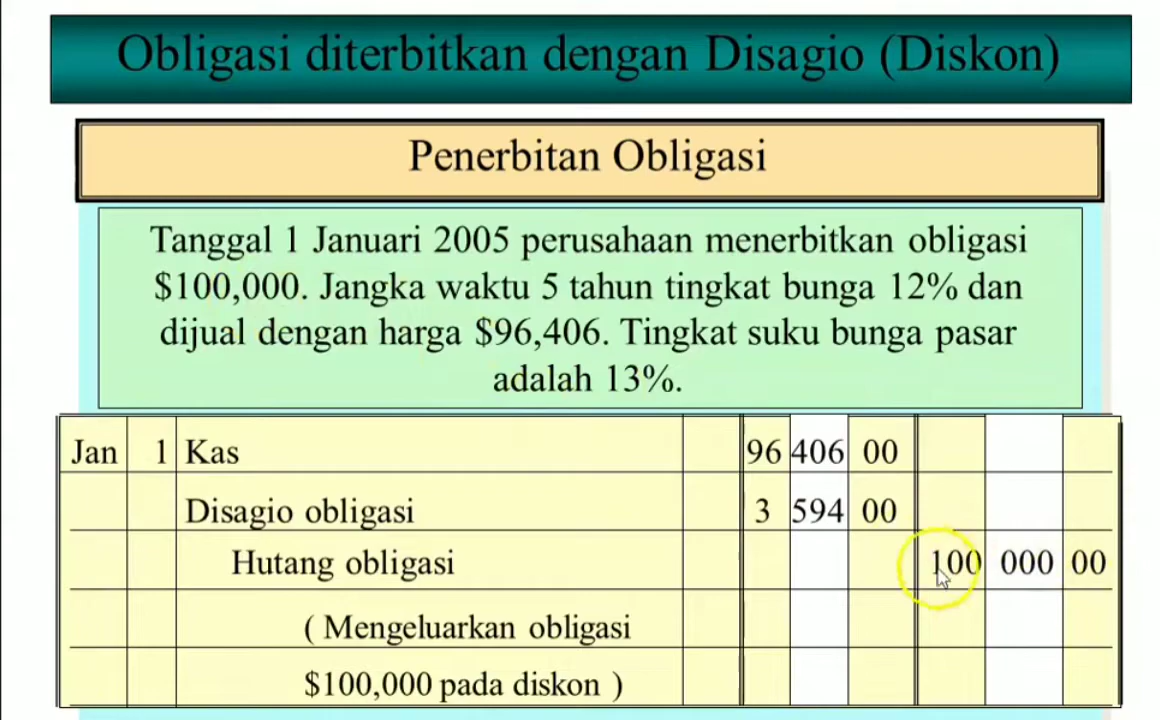 Obligasi diterbitkan dengan Disagio (Diskon)
Penerbitan Obligasi
Tanggal 1 Januari 2005 perusahaan menerbitkan obligasi
$100,000. Jangka waktu 5 tahun tingkat bunga 12% dan
dijual dengan harga $96,406. Tingkat suku bunga pasar
adalah 13%.
Jan 1 Kas 96 406 00
Disagio obligasi 3 594 00
Hutang obligasi 100 000 00
( Mengeluarkan obligasi
$100,000 pada diskon )